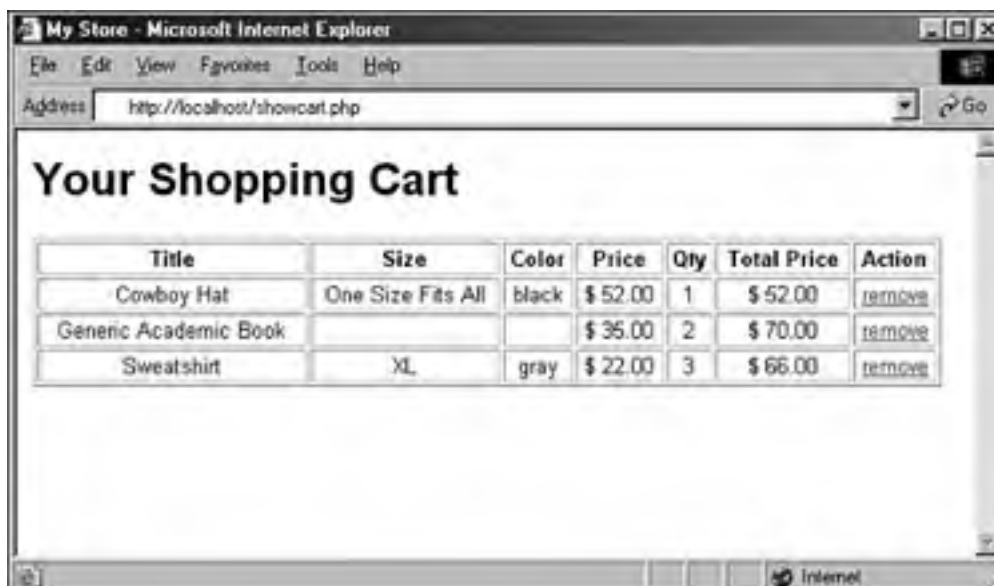 My Store - Microsoft Internet Explorer
File Edit View Favorites Tools Help
Address http://localhost/showcart.php Go
Your Shopping Cart
Title Size Color Price Qty Total Price Action
Cowboy Hat One Size Fits All black $ 52.00 1 $ 52.00 remove
Generic Academic Book $ 35.00 2 $ 70.00 remove
Sweatshirt XL gray $ 22.00 3 $ 66.00 remove
Internet